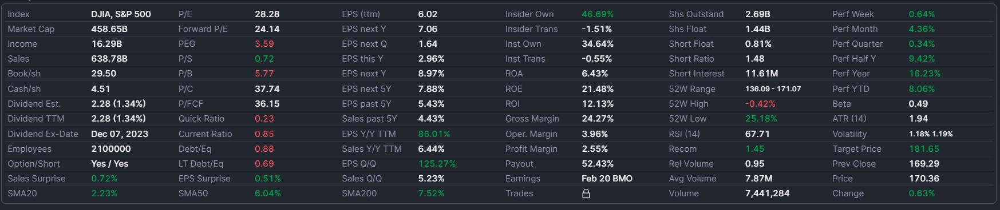 Index DJIA, S&P 500 P/E 28.28 EPS (ttm) 6.02 Insider Own 46.69% Shs Outstand 2.69B Perf Week 0.64%
Market Cap 458.65B Forward P/E 24.14 EPS next Y 7.06 Insider Trans -1.51% Shs Float 1.44B Perf Month 4.36%
Income 16.29B PEG 3.59 EPS next Q 1.64 Inst Own 34.64% Short Float 0.81% Perf Quarter 0.34%
Sales 638.78B P/S 0.72 EPS this Y 2.96% Inst Trans -0.55% Short Ratio 1.48 Perf Half Y 9.42%
Book/sh 29.50 P/B 5.77 EPS next Y 8.97% ROA 6.43% Short Interest 11.61M Perf Year 16.23%
Cash/sh 4.51 P/C 37.74 EPS next 5Y 7.88% ROE 21.48% 52W Range 136.09 - 171.07 Perf YTD 8.06%
Dividend Est. 2.28 (1.34%) P/FCF 36.15 EPS past 5Y 5.43% ROI 12.13% 52W High -0.42% Beta 0.49
Dividend TTM 2.28 (1.34%) Quick Ratio 0.23 Sales past 5Y 4.43% Gross Margin 24.27% 52W Low 25.18% ATR (14) 1.94
Dividend Ex-Date Dec 07, 2023 Current Ratio 0.85 EPS Y/Y TTM 86.01% Oper. Margin 3.96% RSI (14) 67.71 Volatility 1.18% 1.19%
Employees 2100000 Debt/Eq 0.88 Sales Y/Y TTM 6.44% Profit Margin 2.55% Recom 1.45 Target Price 181.65
Option/Short Yes / Yes LT Debt/Eq 0.69 EPS Q/Q 125.27% Payout 52.43% Rel Volume 0.95 Prev Close 169.29
Sales Surprise 0.72% EPS Surprise 0.51% Sales Q/Q 5.23% Earnings Feb 20 BMO Avg Volume 7.87M Price 170.36
SMA20 2.23% SMA50 6.04% SMA200 7.52% Trades Volume 7,441,284 Change 0.63%